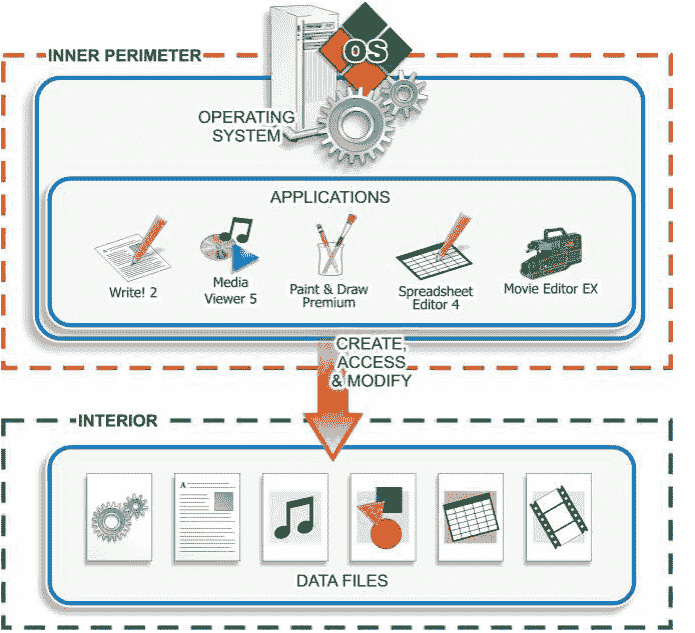 INNER PERIMETER
OS
OPERATING
SYSTEM
APPLICATIONS
Write! 2
Media
Viewer 5
Paint & Draw
Premium
Spreadsheet
Editor 4
Movie Editor EX
CREATE,
ACCESS
& MODIFY
INTERIOR
A
DATA FILES